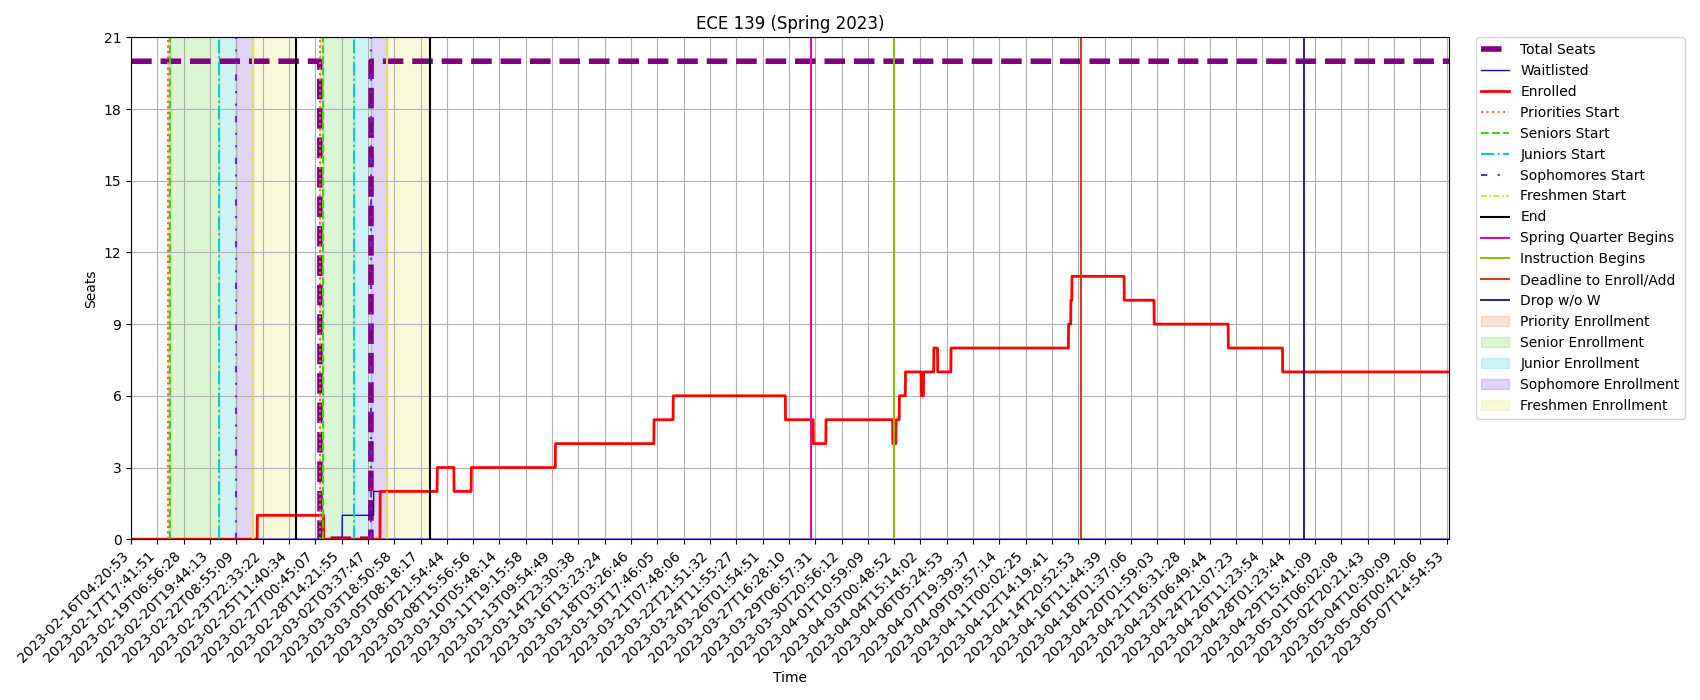 ECE 139 (Spring 2023)
21
18
15
12
9
6
3
0
Seats
2023-02-16T04:20:53
2023-02-17T17:41:51
2023-02-19T06:56:28
2023-02-20T19:44:13
2023-02-22T08:55:09
2023-02-23T22:33:22
2023-02-25T11:40:34
2023-02-27T00:45:07
2023-02-28T14:21:55
2023-03-02T03:37:47
2023-03-03T18:50:58
2023-03-05T08:18:17
2023-03-06T21:54:44
2023-03-08T15:56:56
2023-03-10T05:48:14
2023-03-11T19:15:58
2023-03-13T09:54:49
2023-03-14T23:30:38
2023-03-16T13:23:24
2023-03-18T03:26:46
2023-03-19T17:46:05
2023-03-21T07:48:06
2023-03-22T21:51:32
2023-03-24T11:55:27
2023-03-26T01:54:51
2023-03-27T16:28:10
2023-03-29T06:57:31
2023-03-30T20:56:12
2023-04-01T10:59:09
2023-04-03T00:48:52
2023-04-04T15:14:02
2023-04-06T05:24:53
2023-04-07T19:39:37
2023-04-09T09:57:14
2023-04-11T00:02:25
2023-04-12T14:19:41
2023-04-14T20:52:53
2023-04-16T11:44:39
2023-04-18T01:37:06
2023-04-20T01:59:03
2023-04-21T16:31:28
2023-04-23T06:49:44
2023-04-24T21:07:23
2023-04-26T11:23:54
2023-04-28T01:23:44
2023-04-29T15:41:09
2023-05-01T06:02:08
2023-05-02T20:21:43
2023-05-04T10:30:09
2023-05-06T00:42:06
2023-05-07T14:54:53
Time
Total Seats
Waitlisted
Enrolled
Priorities Start
Seniors Start
Juniors Start
Sophomores Start
Freshmen Start
End
Spring Quarter Begins
Instruction Begins
Deadline to Enroll/Add
Drop w/o W
Priority Enrollment
Senior Enrollment
Junior Enrollment
Sophomore Enrollment
Freshmen Enrollment